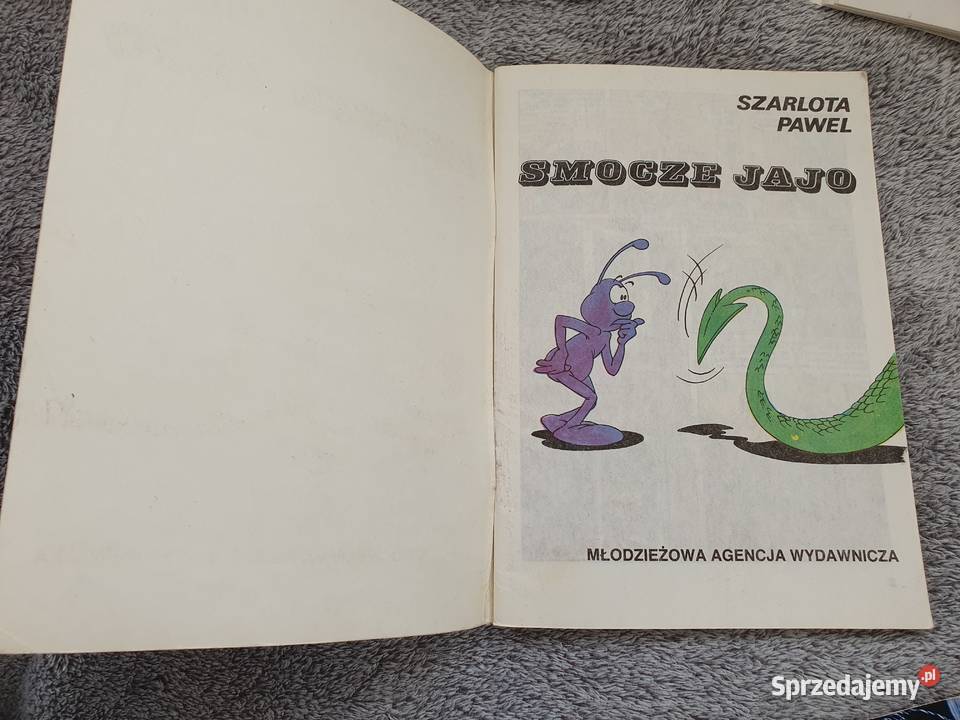 SZARLOTA
PAWEL
SMOCZE JAJO
MŁODZIEŻOWA AGENCJA WYDAWNICZA
Sprzedajemy.pl